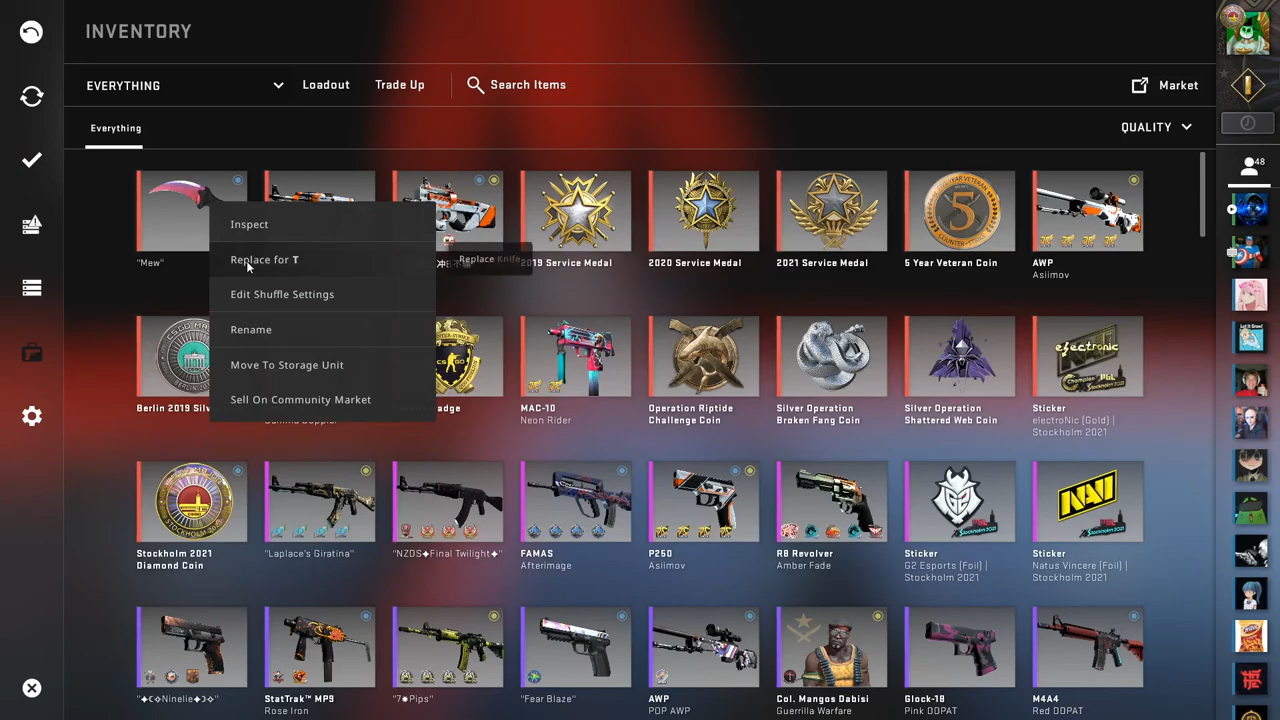 INVENTORY
EVERYTHING
Loadout
Trade Up
Search Items
Market
Everything
QUALITY
48
"Mew"
2019 Service Medal
2020 Service Medal
2021 Service Medal
5 Year Veteran Coin
AWP
Asiimov
Inspect
Replace for T
Replace Knife
Edit Shuffle Settings
Rename
Move To Storage Unit
Sell On Community Market
MAC-10
Neon Rider
Operation Riptide
Challenge Coin
Silver Operation
Broken Fang Coin
Silver Operation
Shattered Web Coin
Sticker
electroNic (Gold) |
Stockholm 2021
Stockholm 2021
Diamond Coin
"Laplace's Giratina"
"NZDS✦Final Twilight✦"
FAMAS
Afterimage
P250
Asiimov
R8 Revolver
Amber Fade
Sticker
G2 Esports (Foil) |
Stockholm 2021
Sticker
Natus Vincere (Foil) |
Stockholm 2021
StatTrak™ MP9
Rose Iron
"Fear Blaze"
AWP
PDP AWP
Col. Mangos Dabisi
Guerrilla Warfare
Glock-18
Pink DDPAT
M4A4
Red DDPAT